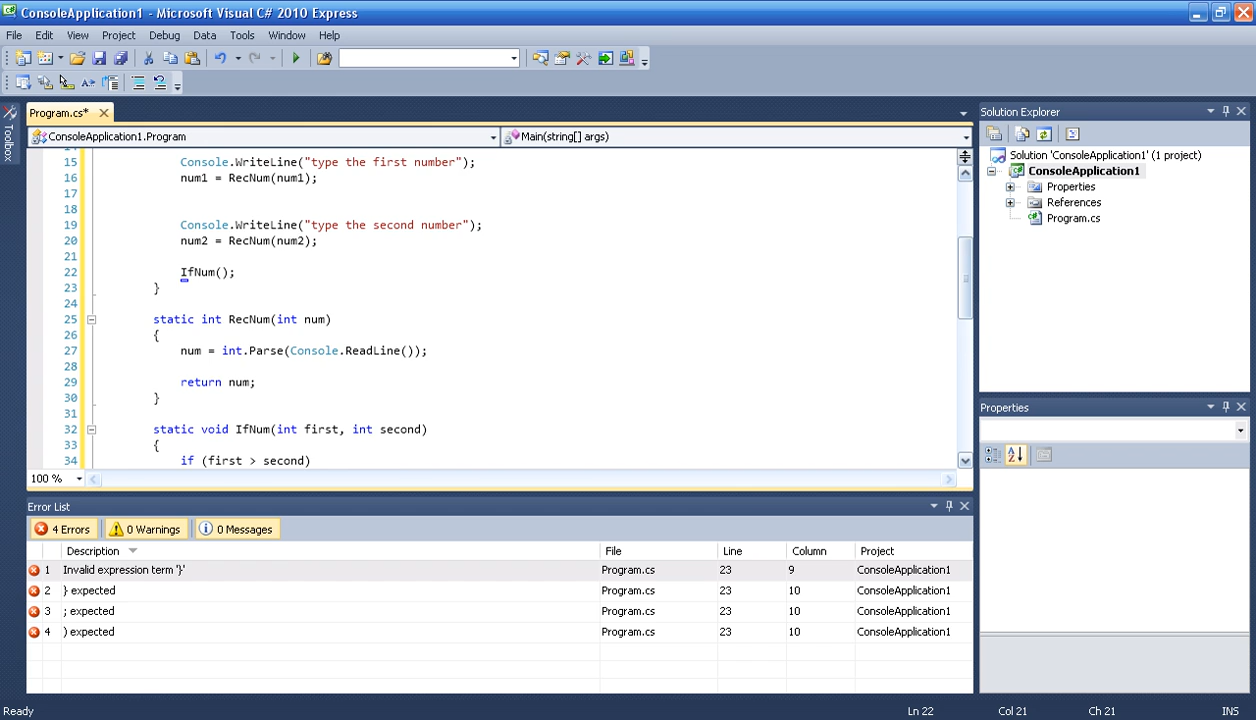 ConsoleApplication1 - Microsoft Visual C# 2010 Express
File Edit View Project Debug Data Tools Window Help
Toolbox
Program.cs*
ConsoleApplication1.Program
Main(string[] args)
15 Console.WriteLine("type the first number");
16 num1 = RecNum(num1);
17
18
19 Console.WriteLine("type the second number");
20 num2 = RecNum(num2);
21
22 IfNum();
23 }
24
25 static int RecNum(int num)
26 {
27 num = int.Parse(Console.ReadLine());
28
29 return num;
30 }
31
32 static void IfNum(int first, int second)
33 {
34 if (first > second)
100 %
Solution Explorer
Solution 'ConsoleApplication1' (1 project)
ConsoleApplication1
Properties
References
Program.cs
Properties
Error List
4 Errors 0 Warnings 0 Messages
Description File Line Column Project
1 Invalid expression term '}' Program.cs 23 9 ConsoleApplication1
2 } expected Program.cs 23 10 ConsoleApplication1
3 ; expected Program.cs 23 10 ConsoleApplication1
4 ) expected Program.cs 23 10 ConsoleApplication1
Ready Ln 22 Col 21 Ch 21 INS